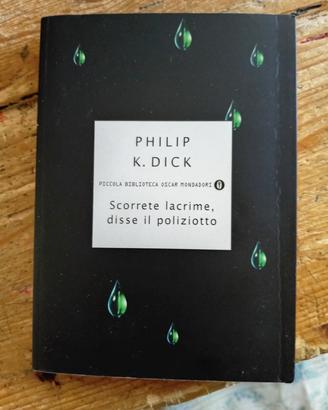 PHILIP
K. DICK
PICCOLA BIBLIOTECA OSCAR MONDADORI
Scorrete lacrime,
disse il poliziotto